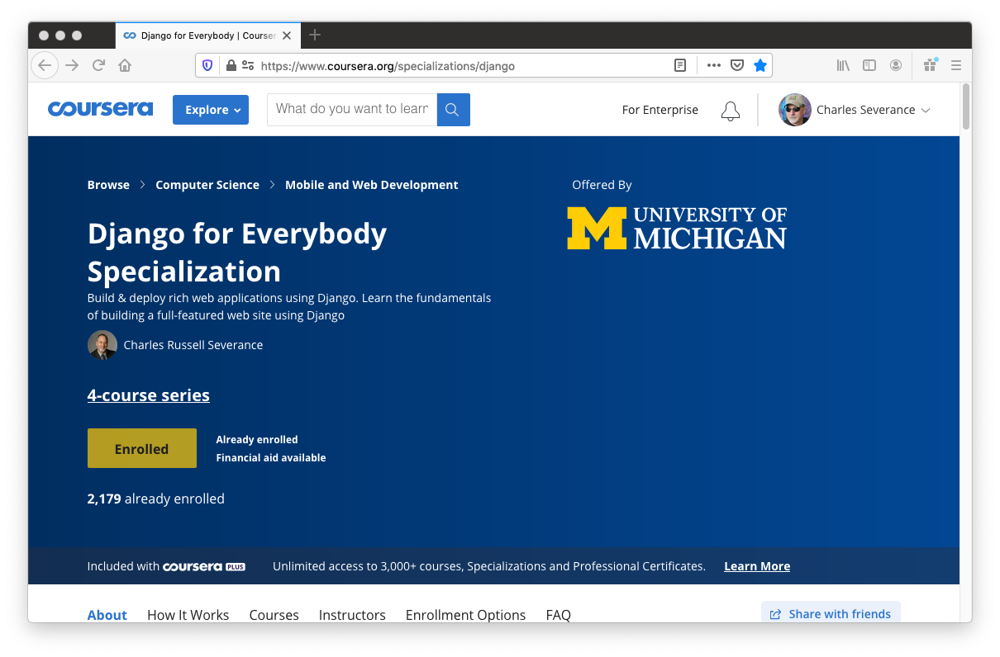 Django for Everybody | Courser
https://www.coursera.org/specializations/django
coursera
Explore
What do you want to learn
For Enterprise
Charles Severance
Browse > Computer Science > Mobile and Web Development
Offered By
UNIVERSITY OF
MICHIGAN
Django for Everybody
Specialization
Build & deploy rich web applications using Django. Learn the fundamentals
of building a full-featured web site using Django
Charles Russell Severance
4-course series
Enrolled
Already enrolled
Financial aid available
2,179 already enrolled
Included with coursera PLUS
Unlimited access to 3,000+ courses, Specializations and Professional Certificates.
Learn More
About
How It Works
Courses
Instructors
Enrollment Options
FAQ
Share with friends